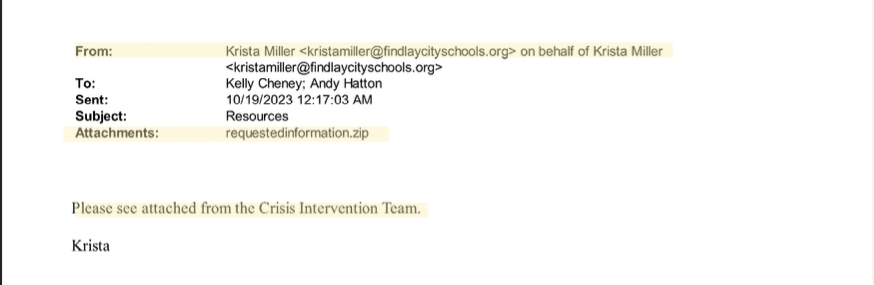 From: Krista Miller <kristamiller@findlaycityschools.org> on behalf of Krista Miller
<kristamiller@findlaycityschools.org>
To: Kelly Cheney; Andy Hatton
Sent: 10/19/2023 12:17:03 AM
Subject: Resources
Attachments: requestedinformation.zip
Please see attached from the Crisis Intervention Team.
Krista